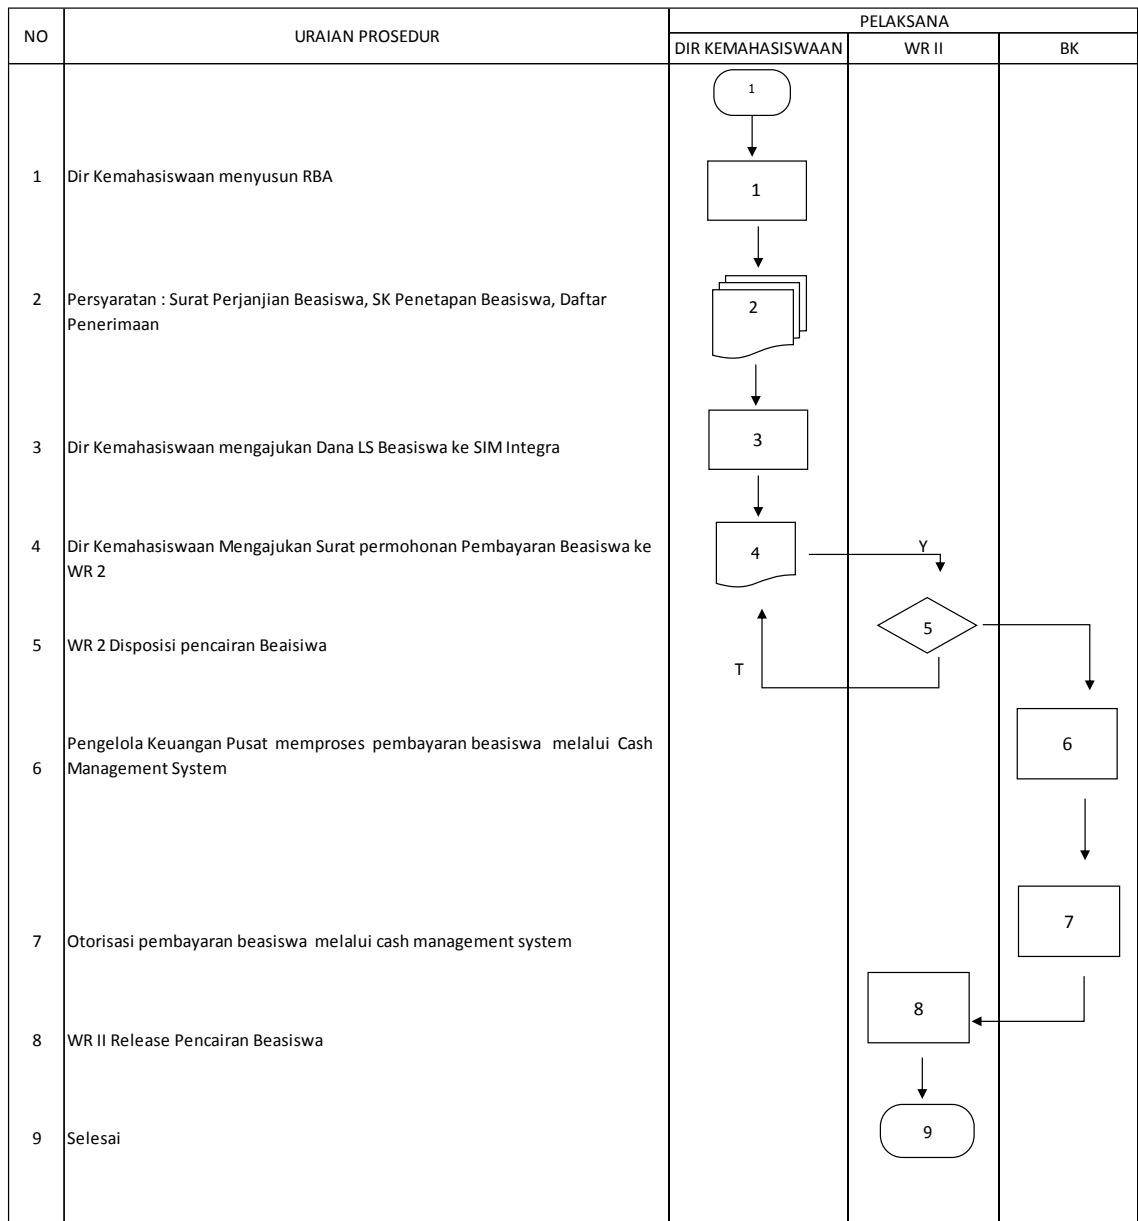 NO
URAIAN PROSEDUR
PELAKSANA
DIR KEMAHASISWAAN
WR II
BK
1
1
Dir Kemahasiswaan menyusun RBA
1
2
Persyaratan : Surat Perjanjian Beasiswa, SK Penetapan Beasiswa, Daftar
Penerimaan
2
3
Dir Kemahasiswaan mengajukan Dana LS Beasiswa ke SIM Integra
3
4
Dir Kemahasiswaan Mengajukan Surat permohonan Pembayaran Beasiswa ke
WR 2
4
Y
5
WR 2 Disposisi pencairan Beaisiwa
5
T
6
Pengelola Keuangan Pusat memproses pembayaran beasiswa melalui Cash
Management System
6
7
Otorisasi pembayaran beasiswa melalui cash management system
7
8
WR II Release Pencairan Beasiswa
8
9
Selesai
9